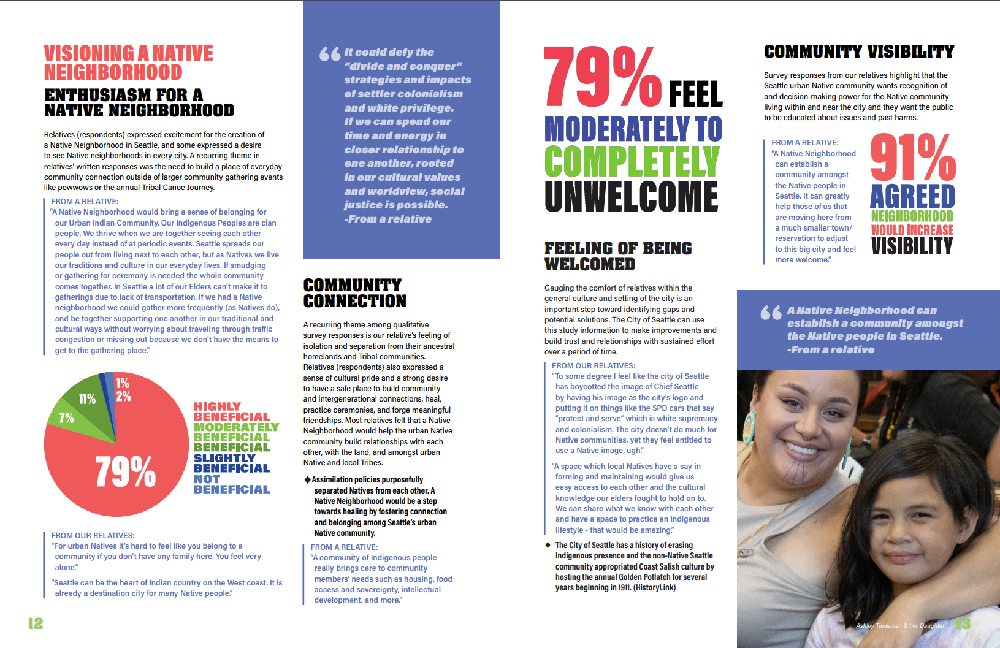 VISIONING A NATIVE
NEIGHBORHOOD
ENTHUSIASM FOR A
NATIVE NEIGHBORHOOD
Relatives (respondents) expressed excitement for the creation of
a Native Neighborhood in Seattle, and some expressed a desire
to see Native neighborhoods in every city. A recurring theme in
relatives' written responses was the need to build a place of everyday
community connection outside of larger community gathering events
like powwows or the annual Tribal Canoe Journey.
FROM A RELATIVE:
"A Native Neighborhood would bring a sense of belonging for
our Urban Indian Community. Our Indigenous Peoples are clan
people. We thrive when we are together seeing each other
every day instead of at periodic events. Seattle spreads our
people out from living next to each other, but as Natives we live
our traditions and culture in our everyday lives. If smudging
or gathering for ceremony is needed the whole community
comes together. In Seattle a lot of our Elders can't make it to
gatherings due to lack of transportation. If we had a Native
neighborhood we could gather more frequently (as Natives do),
and be together supporting one another in our traditional and
cultural ways without worrying about traveling through traffic
congestion or missing out because we don't have the means to
get to the gathering place."
1%
2%
11%
7%
79%
HIGHLY
BENEFICIAL
MODERATELY
BENEFICIAL
BENEFICIAL
SLIGHTLY
BENEFICIAL
NOT
BENEFICIAL
FROM OUR RELATIVES:
"For urban Natives it's hard to feel like you belong to a
community if you don't have any family here. You feel very
alone."
"Seattle can be the heart of Indian country on the West coast. It is
already a destination city for many Native people."
12
“ It could defy the
"divide and conquer"
strategies and impacts
of settler colonialism
and white privilege.
If we can spend our
time and energy in
closer relationship to
one another, rooted
in our cultural values
and worldview, social
justice is possible.
-From a relative
COMMUNITY
CONNECTION
A recurring theme among qualitative
survey responses is our relative's feeling of
isolation and separation from their ancestral
homelands and Tribal communities.
Relatives (respondents) also expressed a
sense of cultural pride and a strong desire
to have a safe place to build community
and intergenerational connections, heal,
practice ceremonies, and forge meaningful
friendships. Most relatives felt that a Native
Neighborhood would help the urban Native
community build relationships with each
other, with the land, and amongst urban
Native and local Tribes.
♦Assimilation policies purposefully
separated Natives from each other. A
Native Neighborhood would be a step
towards healing by fostering connection
and belonging among Seattle's urban
Native community.
FROM A RELATIVE:
"A community of Indigenous people
really brings care to community
members' needs such as housing, food
access and sovereignty, intellectual
development, and more."
79% FEEL
MODERATELY TO
COMPLETELY
UNWELCOME
FEELING OF BEING
WELCOMED
Gauging the comfort of relatives within the
general culture and setting of the city is an
important step toward identifying gaps and
potential solutions. The City of Seattle can use
this study information to make improvements and
build trust and relationships with sustained effort
over a period of time.
FROM OUR RELATIVES:
"To some degree I feel like the city of Seattle
has boycotted the image of Chief Seattle
by having his image as the city's logo and
putting it on things like the SPD cars that say
"protect and serve" which is white supremacy
and colonialism. The city doesn't do much for
Native communities, yet they feel entitled to
use a Native image, ugh."
"A space which local Natives have a say in
forming and maintaining would give us
easy access to each other and the cultural
knowledge our elders fought to hold on to.
We can share what we know with each other
and have a space to practice an Indigenous
lifestyle - that would be amazing."
♦ The City of Seattle has a history of erasing
Indigenous presence and the non-Native Seattle
community appropriated Coast Salish culture by
hosting the annual Golden Potlatch for several
years beginning in 1911. (HistoryLink)
COMMUNITY VISIBILITY
Survey responses from our relatives highlight that the
Seattle urban Native community wants recognition of
and decision-making power for the Native community
living within and near the city and they want the public
to be educated about issues and past harms.
FROM A RELATIVE:
"A Native Neighborhood
can establish a
community amongst
the Native people in
Seattle. It can greatly
help those of us that
are moving here from
a much smaller town/
reservation to adjust
to this big city and feel
more welcome."
91%
AGREED
NEIGHBORHOOD
WOULD INCREASE
VISIBILITY
“ A Native Neighborhood can
establish a community amongst
the Native people in Seattle.
-From a relative
Ashley Tiedeman & her Daughter
13